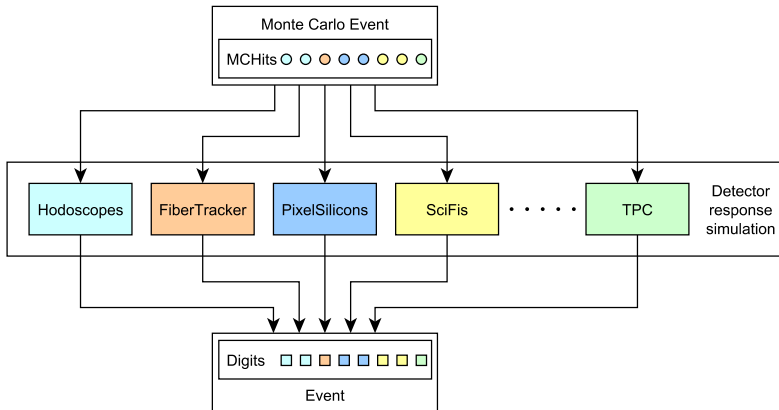 Monte Carlo Event
MCHits
Hodoscopes
FiberTracker
PixelSilicons
SciFis
TPC
Detector
response
simulation
Digits
Event